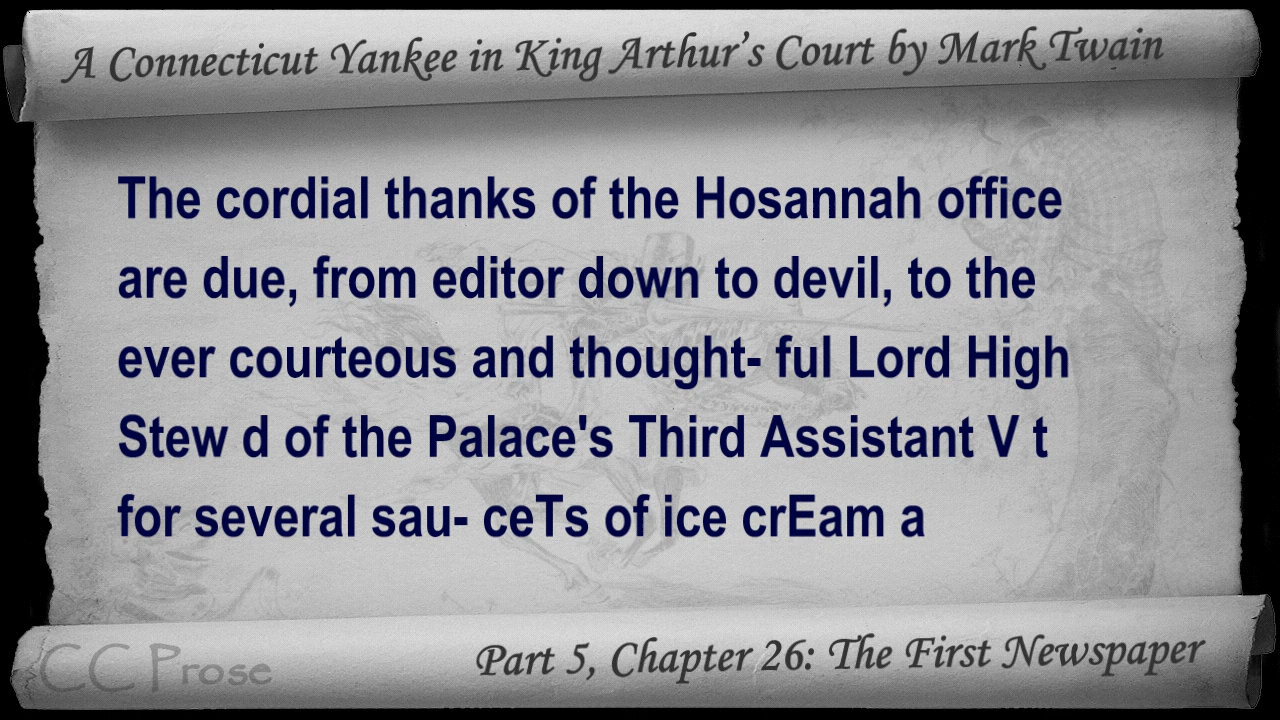 A Connecticut Yankee in King Arthur's Court by Mark Twain
The cordial thanks of the Hosannah office
are due, from editor down to devil, to the
ever courteous and thought- ful Lord High
Stew d of the Palace's Third Assistant V t
for several sau- ceTs of ice crEam a
CC Prose
Part 5, Chapter 26: The First Newspaper